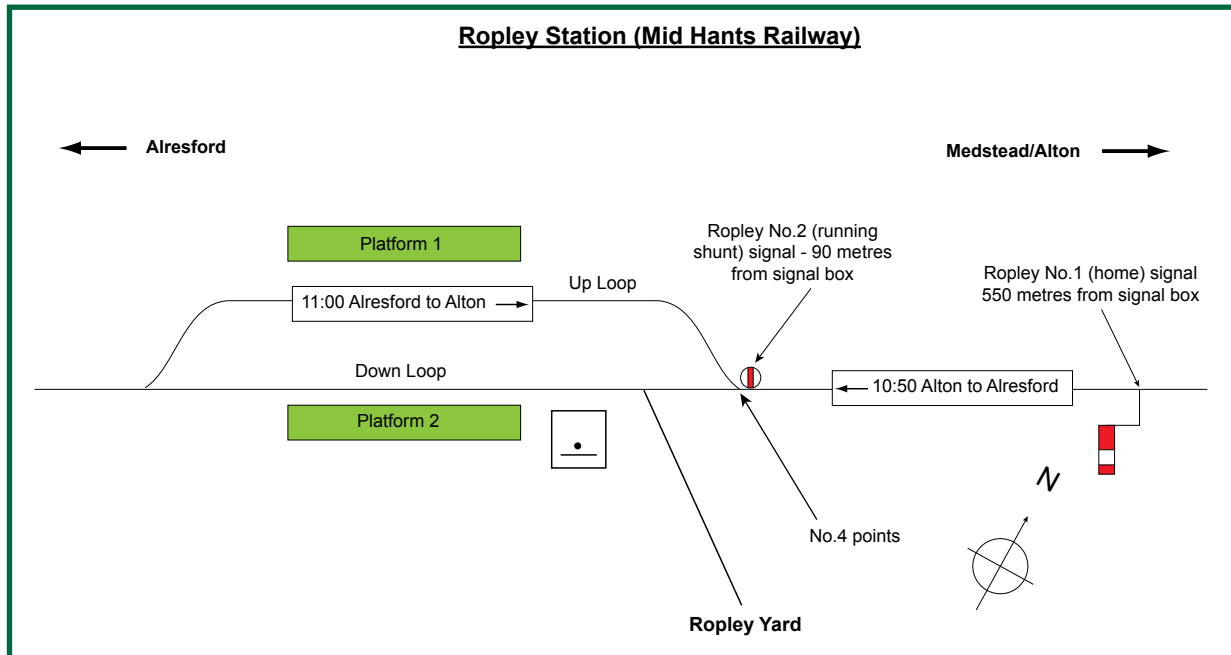 Ropley Station (Mid Hants Railway)
Alresford
Medstead/Alton
Platform 1
Ropley No.2 (running
shunt) signal - 90 metres
from signal box
Ropley No.1 (home) signal
550 metres from signal box
11:00 Alresford to Alton
Up Loop
Down Loop
10:50 Alton to Alresford
Platform 2
N
No.4 points
Ropley Yard